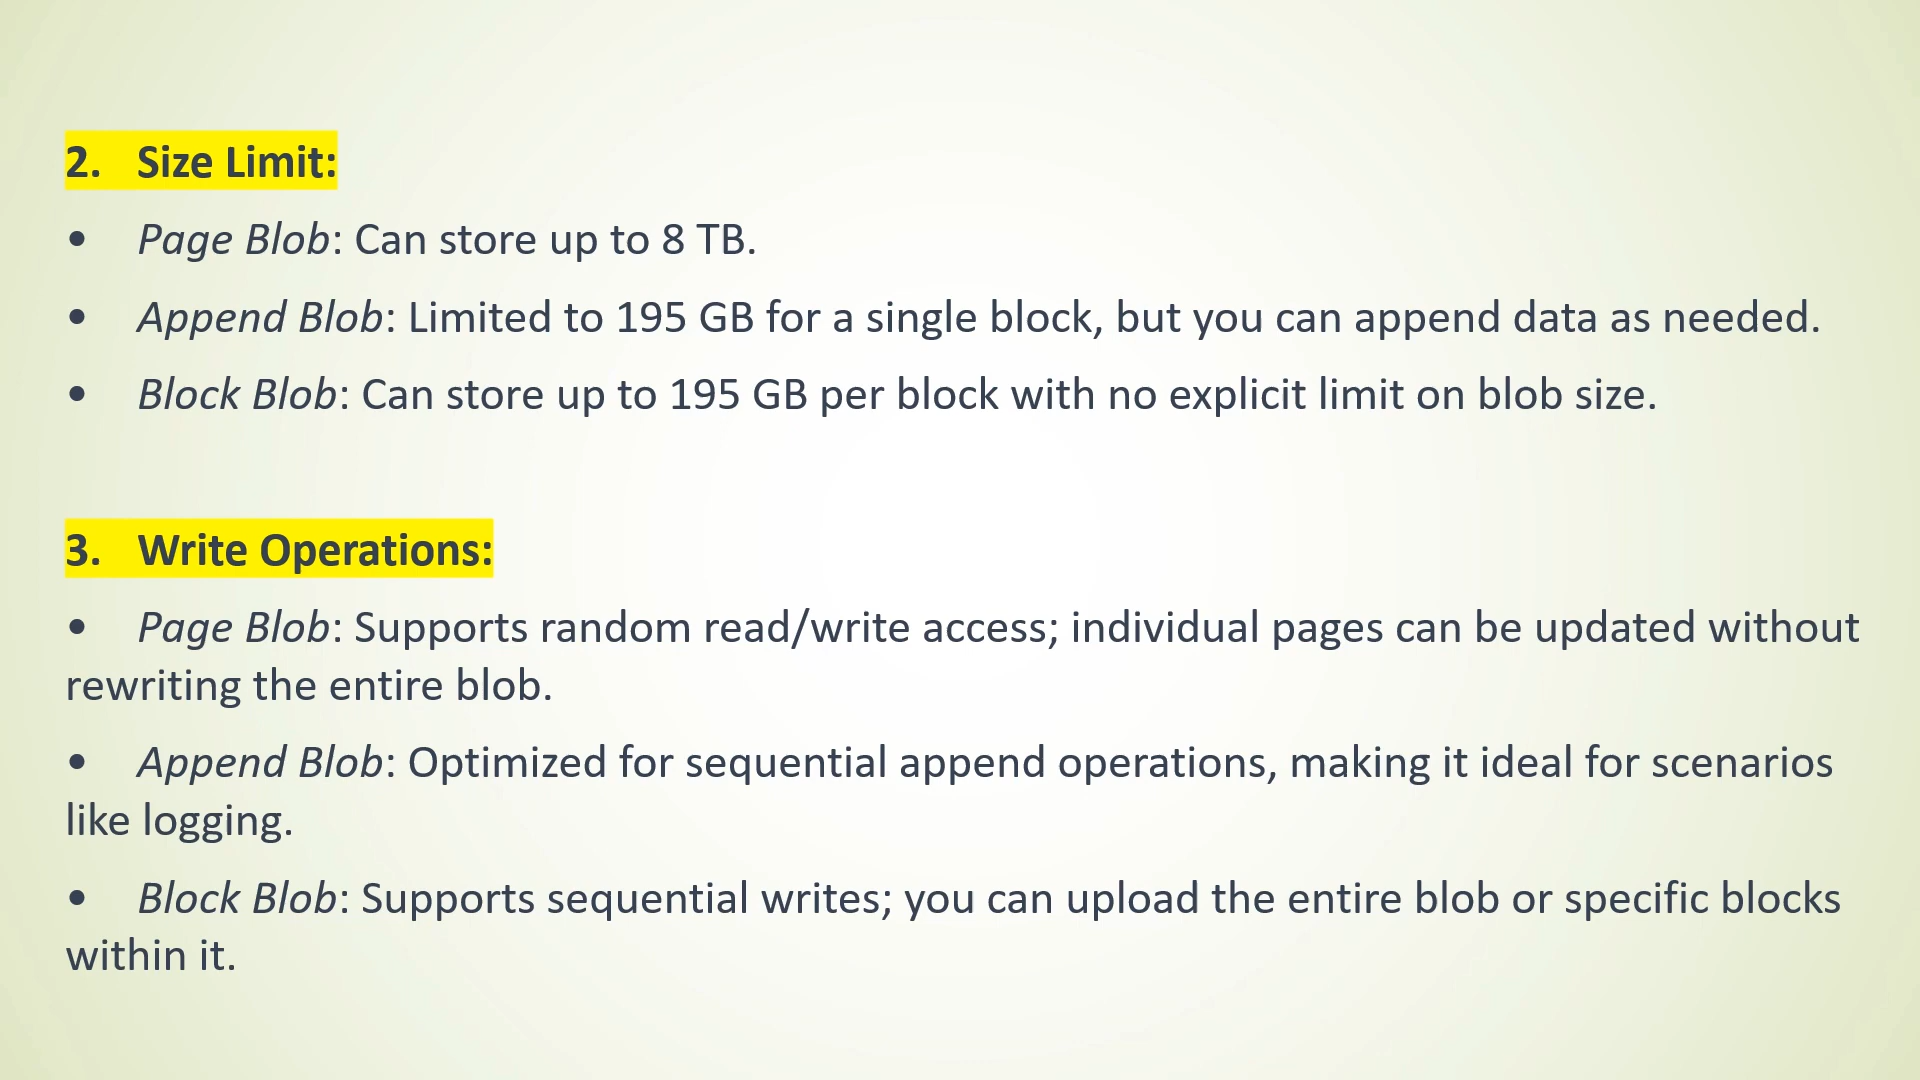 2. Size Limit:
• Page Blob: Can store up to 8 TB.
• Append Blob: Limited to 195 GB for a single block, but you can append data as needed.
• Block Blob: Can store up to 195 GB per block with no explicit limit on blob size.
3. Write Operations:
• Page Blob: Supports random read/write access; individual pages can be updated without
rewriting the entire blob.
• Append Blob: Optimized for sequential append operations, making it ideal for scenarios
like logging.
• Block Blob: Supports sequential writes; you can upload the entire blob or specific blocks
within it.